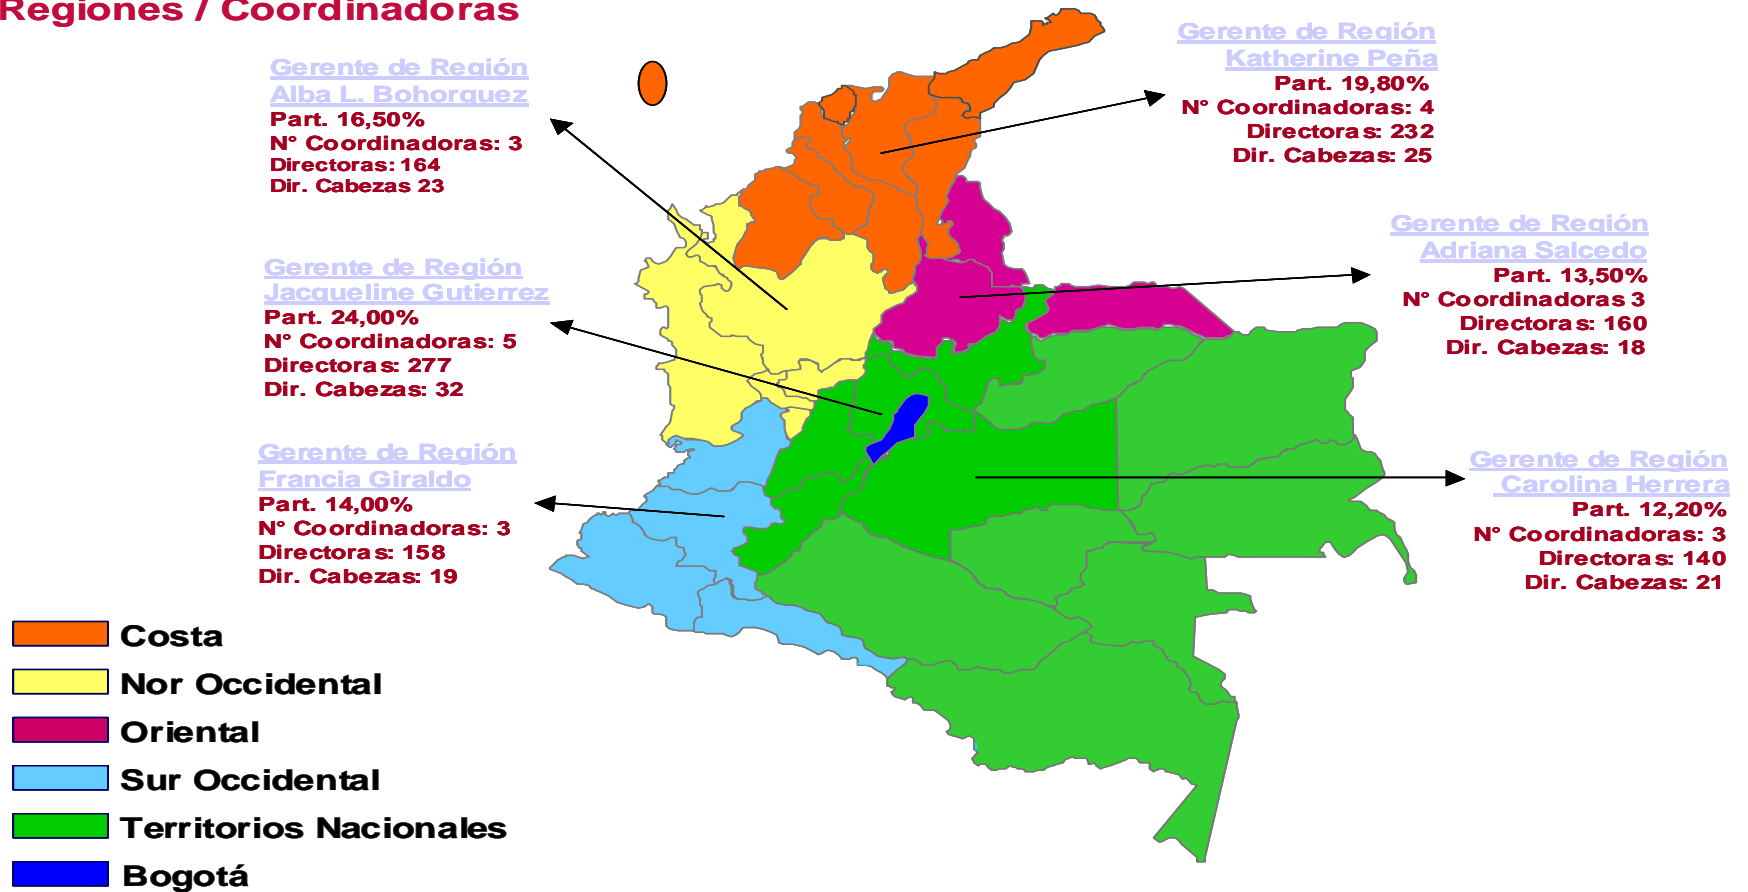 Regiones / Coordinadoras
Gerente de Región
Alba L. Bohorquez
Part. 16,50%
N° Coordinadoras: 3
Directoras: 164
Dir. Cabezas 23
Gerente de Región
Jacqueline Gutierrez
Part. 24,00%
N° Coordinadoras: 5
Directoras: 277
Dir. Cabezas: 32
Gerente de Región
Francia Giraldo
Part. 14,00%
N° Coordinadoras: 3
Directoras: 158
Dir. Cabezas: 19
Gerente de Región
Katherine Peña
Part. 19,80%
N° Coordinadoras: 4
Directoras: 232
Dir. Cabezas: 25
Gerente de Región
Adriana Salcedo
Part. 13,50%
N° Coordinadoras 3
Directoras: 160
Dir. Cabezas: 18
Gerente de Región
Carolina Herrera
Part. 12,20%
N° Coordinadoras: 3
Directoras: 140
Dir. Cabezas: 21
Costa
Nor Occidental
Oriental
Sur Occidental
Territorios Nacionales
Bogotá